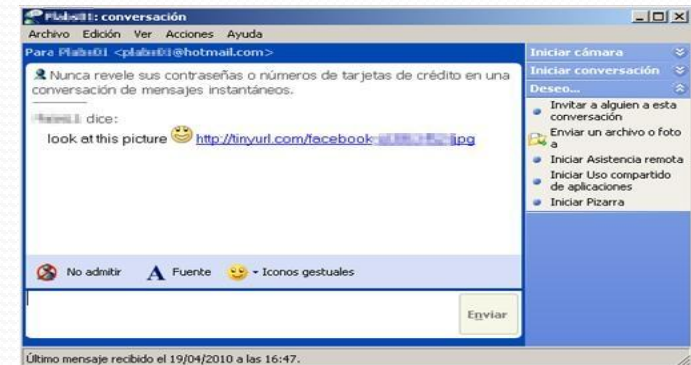 : conversación
Archivo Edición Ver Acciones Ayuda
Para @hotmail.com>
Nunca revele sus contraseñas o números de tarjetas de crédito en una
conversación de mensajes instantáneos.
dice:
look at this picture http://tinyurl.com/facebook jpg
No admitir
A Fuente
Iconos gestuales
Enviar
Último mensaje recibido el 19/04/2010 a las 16:47.
Iniciar cámara
Iniciar conversación
Deseo...
Invitar a alguien a esta
conversación
Enviar un archivo o foto
a
Iniciar Asistencia remota
Iniciar Uso compartido
de aplicaciones
Iniciar Pizarra